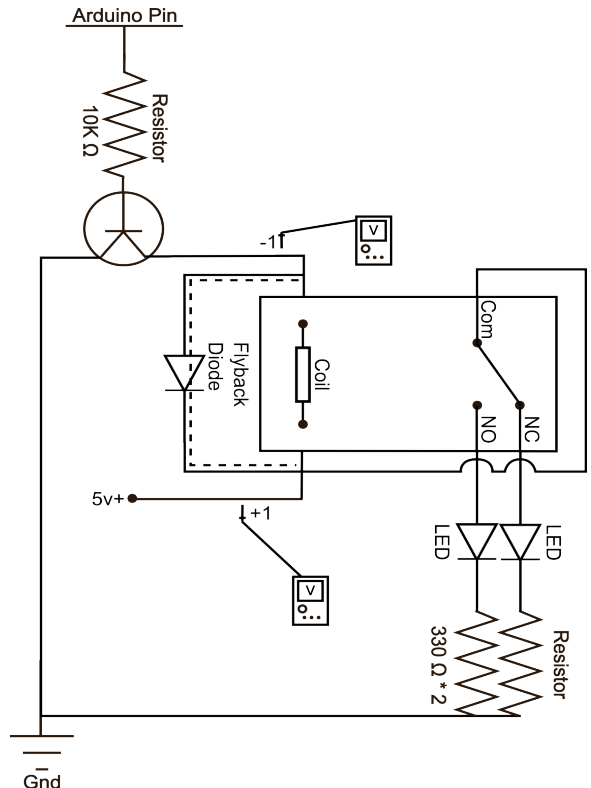 Arduino Pin
Resistor
10K Ω
-1
V
Com
Flyback
Diode
Coil
NO
NC
5v+
+1
V
LED
LED
330 Ω * 2
Resistor
Gnd